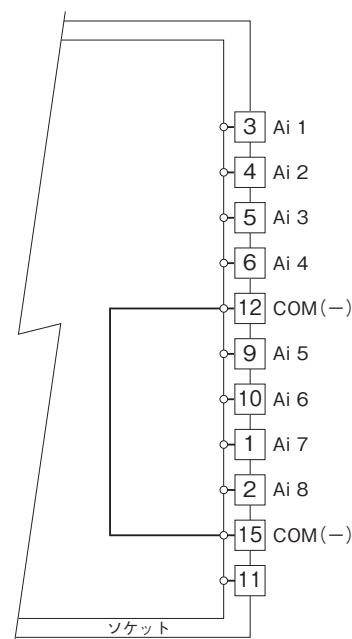 3 Ai 1
4 Ai 2
5 Ai 3
6 Ai 4
12 COM(−)
9 Ai 5
10 Ai 6
1 Ai 7
2 Ai 8
15 COM(−)
11
ソケット